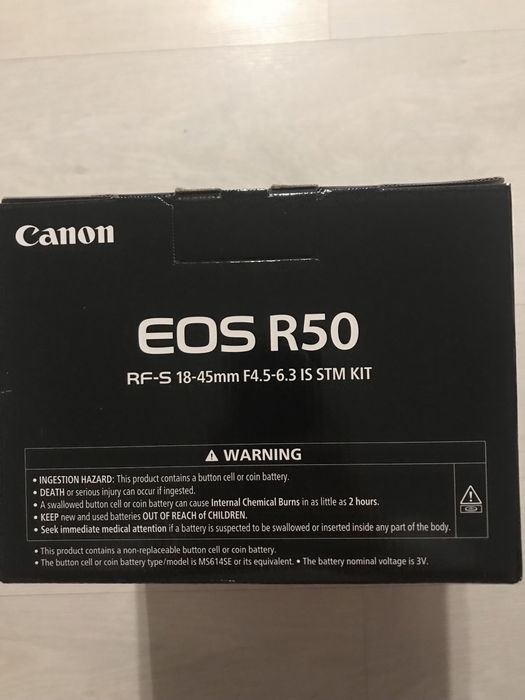 Canon
EOS R50
RF-S 18-45mm F4.5-6.3 IS STM KIT
⚠ WARNING
• INGESTION HAZARD: This product contains a button cell or coin battery.
• DEATH or serious injury can occur if ingested.
• A swallowed button cell or coin battery can cause Internal Chemical Burns in as little as 2 hours.
• KEEP new and used batteries OUT OF REACH of CHILDREN.
• Seek immediate medical attention if a battery is suspected to be swallowed or inserted inside any part of the body.
• This product contains a non-replaceable button cell or coin battery.
• The button cell or coin battery type/model is MS614SE or its equivalent. • The battery nominal voltage is 3V.